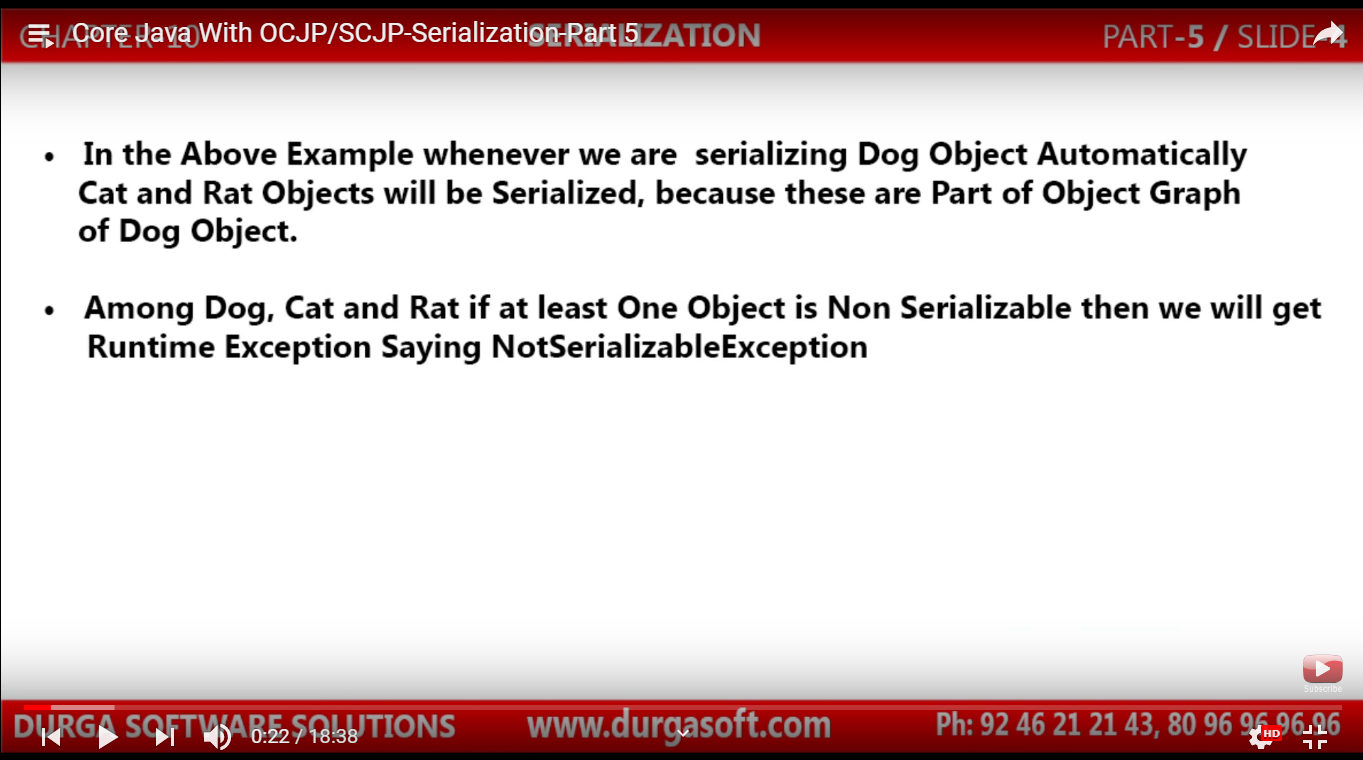 CHAPTER-10
Core Java With OCJP/SCJP-Serialization-Part 5
SERIALIZATION
PART-5 / SLIDE-4
• In the Above Example whenever we are serializing Dog Object Automatically
Cat and Rat Objects will be Serialized, because these are Part of Object Graph
of Dog Object.
• Among Dog, Cat and Rat if at least One Object is Non Serializable then we will get
Runtime Exception Saying NotSerializableException
Subscribe
DURGA SOFTWARE SOLUTIONS
www.durgasoft.com
Ph: 92 46 21 21 43, 80 96 96 96 96
0:22 / 18:38
HD